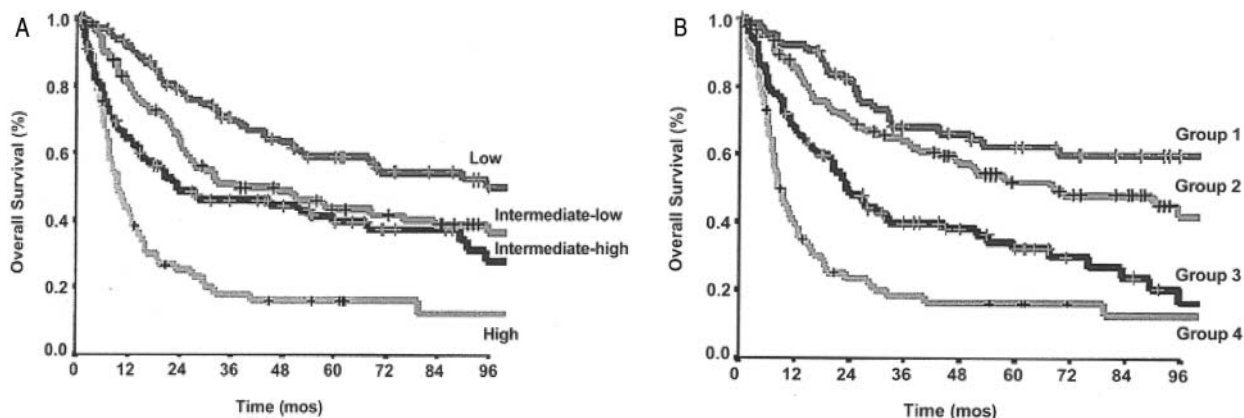 A
Overall Survival (%)
1.0
0.8
0.6
0.4
0.2
0.0
0 12 24 36 48 60 72 84 96
Time (mos)
Low
Intermediate-low
Intermediate-high
High
B
Overall Survival (%)
1.0
0.8
0.6
0.4
0.2
0.0
0 12 24 36 48 60 72 84 96
Time (mos)
Group 1
Group 2
Group 3
Group 4